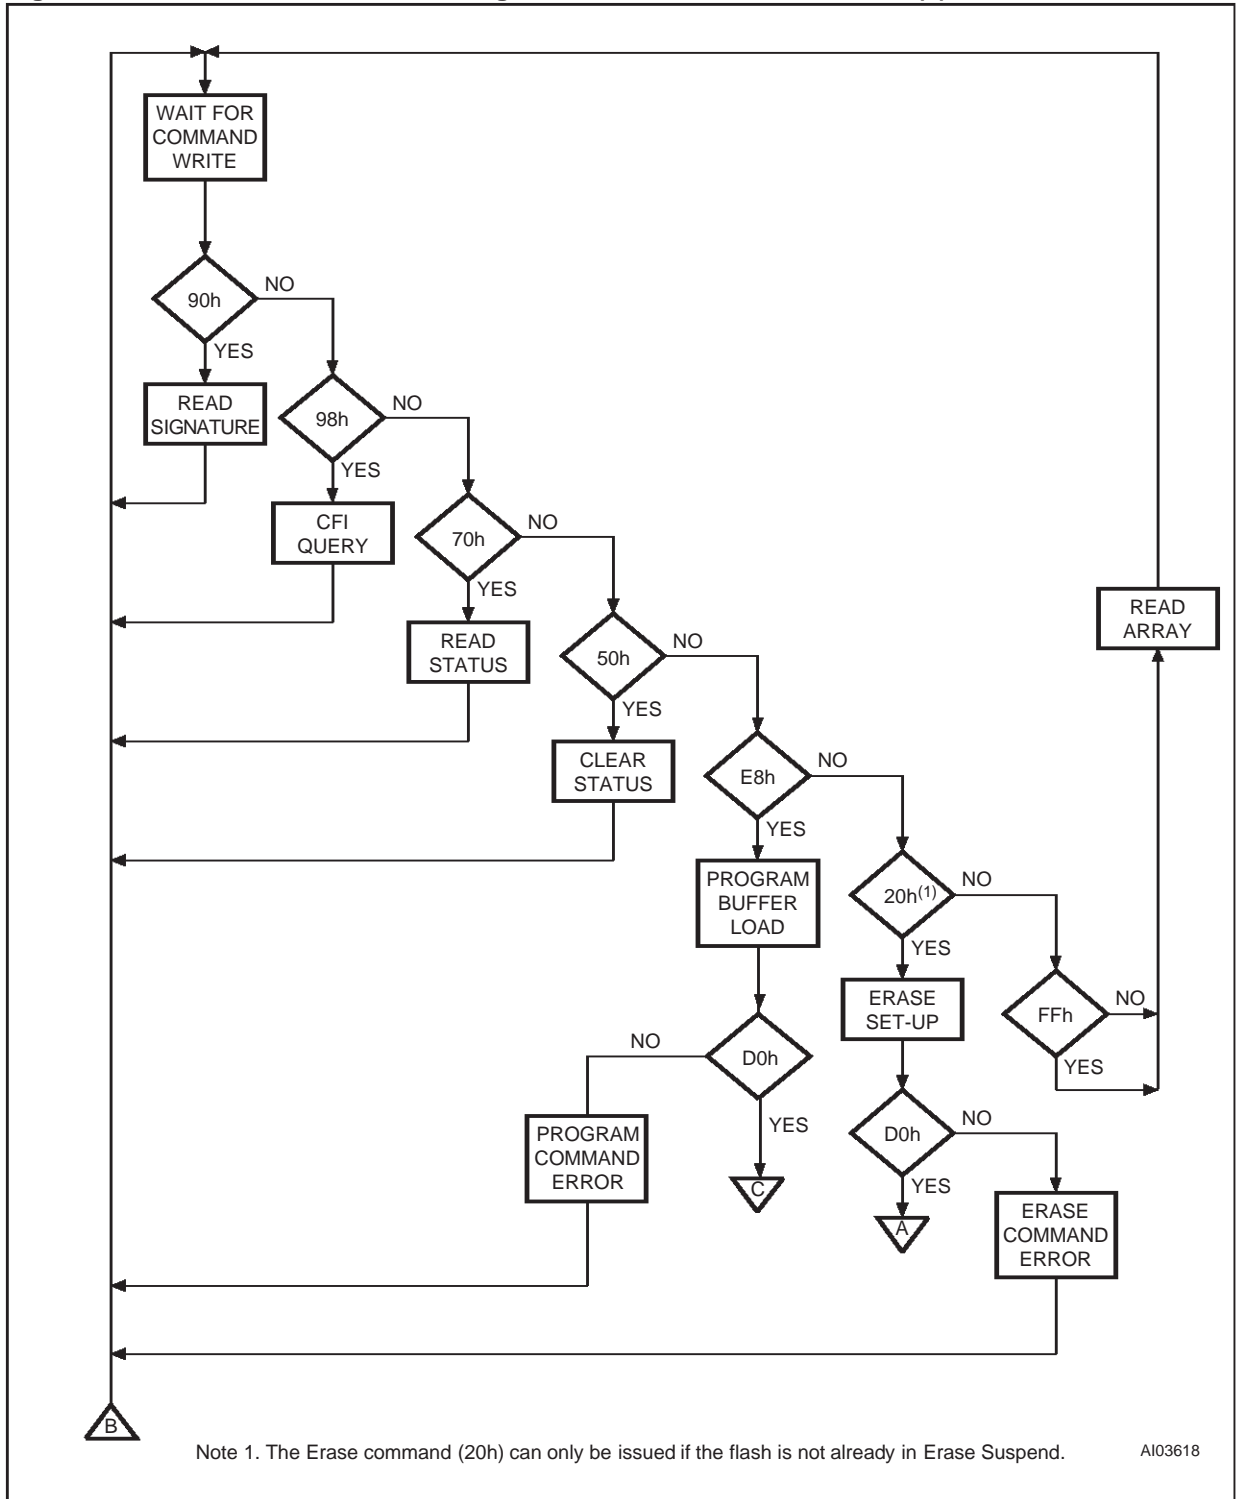 WAIT FOR
COMMAND
WRITE
90h
NO
YES
READ
SIGNATURE
98h
NO
YES
CFI
QUERY
70h
NO
YES
READ
STATUS
50h
NO
YES
CLEAR
STATUS
READ
ARRAY
E8h
NO
YES
PROGRAM
BUFFER
LOAD
20h(1)
NO
YES
ERASE
SET-UP
FFh
NO
YES
D0h
NO
YES
PROGRAM
COMMAND
ERROR
C
D0h
NO
YES
A
ERASE
COMMAND
ERROR
B
Note 1. The Erase command (20h) can only be issued if the flash is not already in Erase Suspend.
AI03618